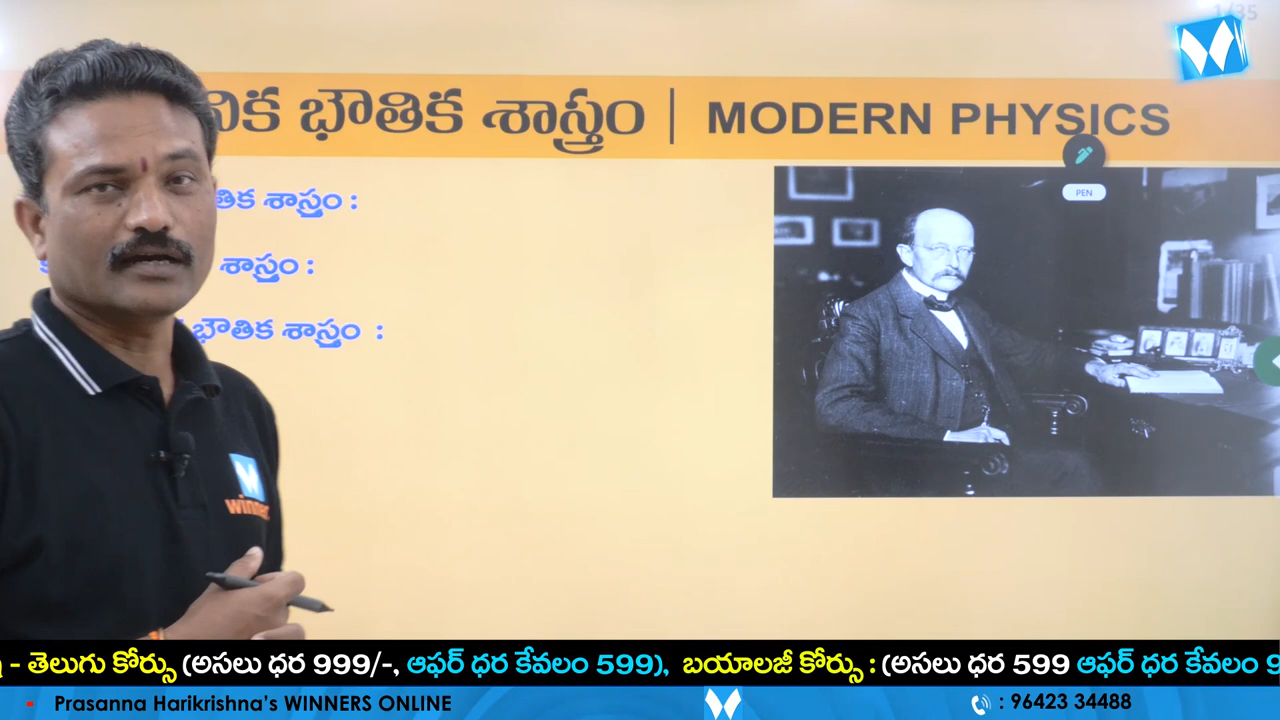 1/35
నిక భౌతిక శాస్త్రం | MODERN PHYSICS
PEN
తిక శాస్త్రం :
శాస్త్రం :
భౌతిక శాస్త్రం :
winner
- తెలుగు కోర్సు (అసలు ధర 999/-, ఆఫర్ ధర కేవలం 599), బయాలజీ కోర్సు : (అసలు ధర 599 ఆఫర్ ధర కేవలం 9
- Prasanna Harikrishna's WINNERS ONLINE
: 96423 34488